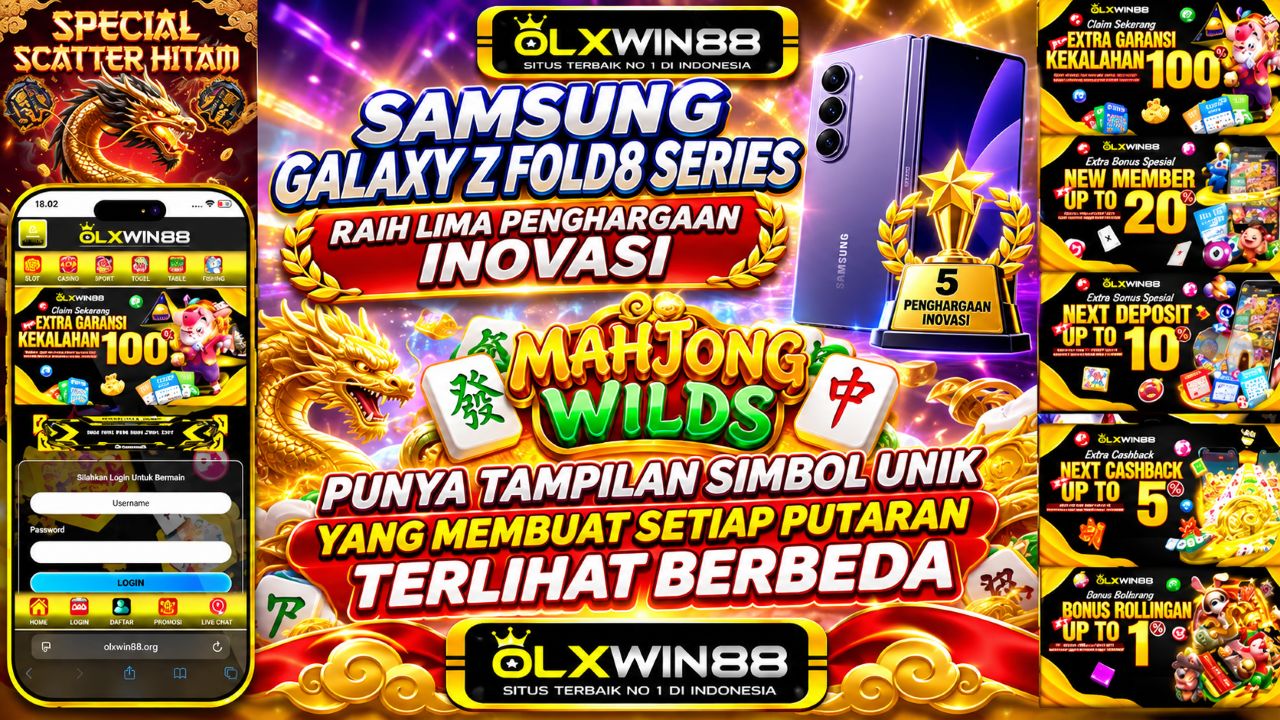 SPECIAL
SCATTER HITAM
18.02
OLXWIN88
SLOT CASINO SPORT TOGEL TABLE FISHING
OLXWIN88
Claim Sekarang
EXTRA GARANSI
KEKALAHAN 100%
Silahkan Login Untuk Bermain
Username
Password
LOGIN
HOME LOGIN DAFTAR PROMOSI LIVE CHAT
olxwin88.org
OLXWIN88
SITUS TERBAIK NO 1 DI INDONESIA
SAMSUNG
GALAXY Z FOLD8 SERIES
RAIH LIMA PENGHARGAAN
INOVASI
SAMSUNG
5
PENGHARGAAN
INOVASI
MAHJONG
WILDS
發
中
PUNYA TAMPILAN SIMBOL UNIK
YANG MEMBUAT SETIAP PUTARAN
TERLIHAT BERBEDA
OLXWIN88
SITUS TERBAIK NO 1 DI INDONESIA
OLXWIN88
Claim Sekarang
EXTRA GARANSI
KEKALAHAN 100%
OLXWIN88
Extra Bonus Spesial
NEW MEMBER
UP TO 20%
OLXWIN88
Extra Bonus Spesial
NEXT DEPOSIT
UP TO 10%
OLXWIN88
Extra Cashback
NEXT CASHBACK
UP TO 5%
OLXWIN88
BONUS ROLLINGAN
UP TO 1%